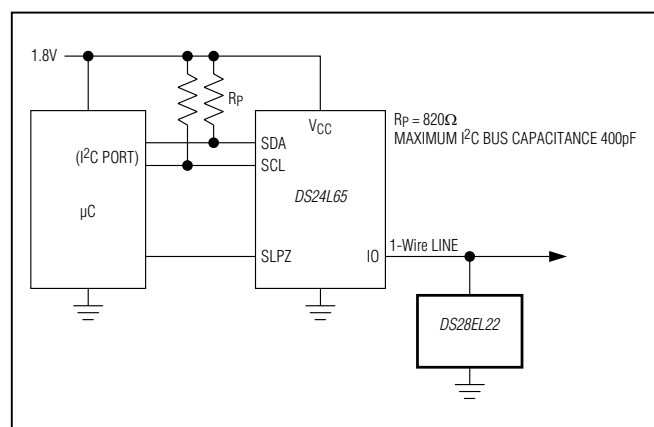 1.8V
RP
RP = 820Ω
MAXIMUM I²C BUS CAPACITANCE 400pF
VCC
(I²C PORT)
SDA
SCL
DS24L65
µC
SLPZ
IO
1-Wire LINE
DS28EL22